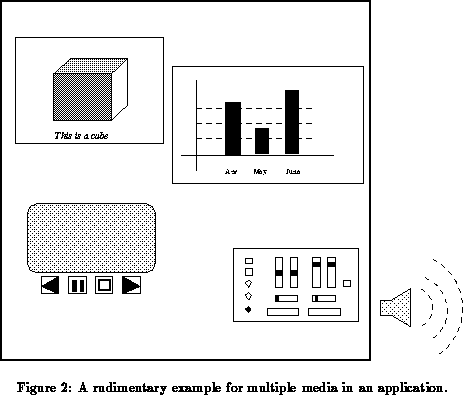 This is a cube
Apr May June
Figure 2: A rudimentary example for multiple media in an application.